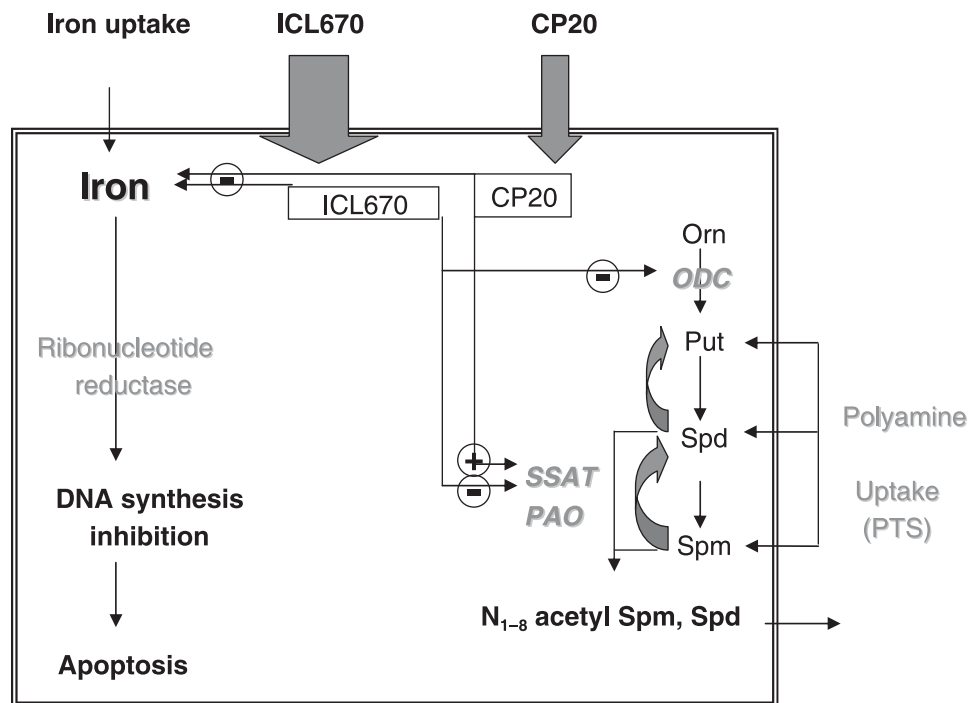 Iron uptake
ICL670
CP20
Iron
-
ICL670
CP20
Orn
-
ODC
Put
Ribonucleotide
reductase
Polyamine
Spd
+
SSAT
-
PAO
Uptake
(PTS)
DNA synthesis
inhibition
Spm
N₁₋₈ acetyl Spm, Spd
Apoptosis